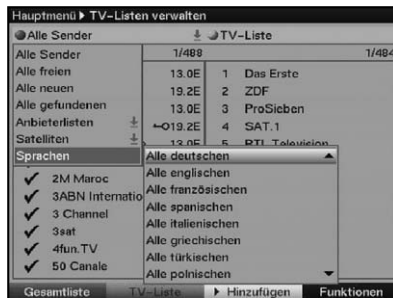 Hauptmenü ▶ TV-Listen verwalten
Alle Sender TV-Liste
Alle Sender 1/488 1/484
Alle freien 13.0E 1 Das Erste
Alle neuen 19.2E 2 ZDF
Alle gefundenen 13.0E 3 ProSieben
Anbieterlisten 019.2E 4 SAT.1
Satelliten 13.0E 5 RTL Television
Sprachen Alle deutschen
Alle englischen
✔ 2M Maroc Alle französischen
✔ 3ABN Internatio Alle spanischen
✔ 3 Channel Alle italienischen
✔ 3sat Alle griechischen
✔ 4fun.TV Alle türkischen
✔ 50 Canale Alle polnischen
Gesamtliste TV-Liste ▶ Hinzufügen Funktionen